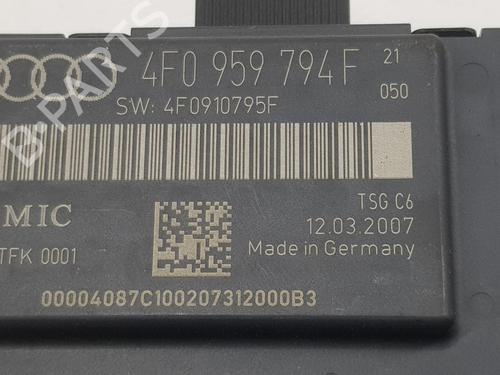 4F0 959 794 F 21
050
SW: 4F0910795F
MIC
TFK 0001
TSG C6
12.03.2007
Made in Germany
00004087C100207312000B3
B-PARTS